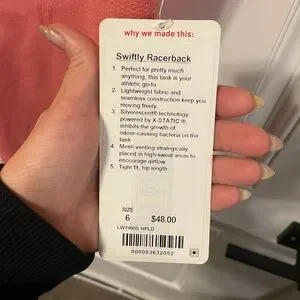 why we made this:
Swiftly Racerback
1. Perfect for pretty much
anything, this tank is your
athletic go-to
2. Lightweight fabric and
seamless construction keep you
moving freely
3. Silverescent® technology
powered by X-STATIC ®,
inhibits the growth of
odour-causing bacteria on the
tank
4. Mesh venting strategically
placed in high-sweat areas to
encourage airflow
5. Tight fit, hip length
SIZE
6 $48.00
HPLD
000003632052